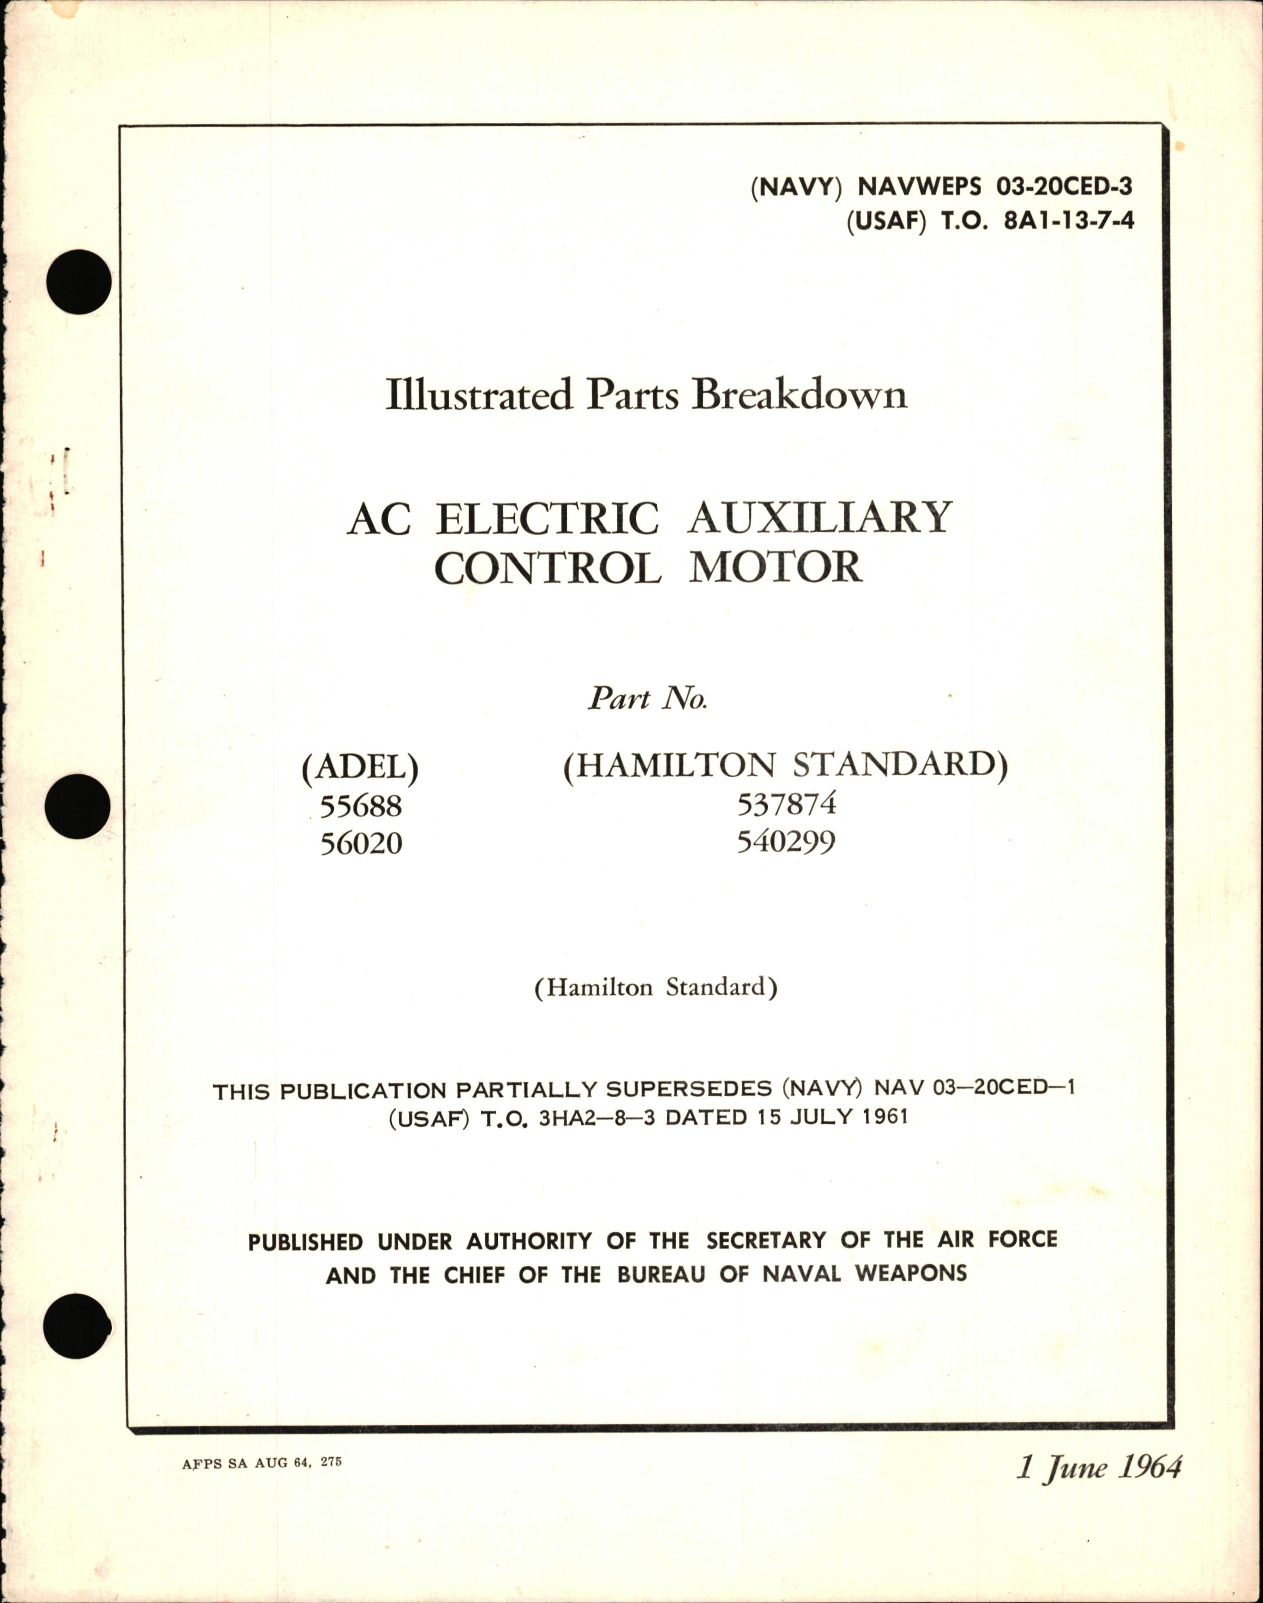 (NAVY) NAVWEPS 03-20CED-3
(USAF) T.O. 8A1-13-7-4
Illustrated Parts Breakdown
AC ELECTRIC AUXILIARY
CONTROL MOTOR
Part No.
(ADEL) (HAMILTON STANDARD)
55688 537874
56020 540299
(Hamilton Standard)
THIS PUBLICATION PARTIALLY SUPERSEDES (NAVY) NAV 03—20CED—1
(USAF) T.O. 3HA2—8—3 DATED 15 JULY 1961
PUBLISHED UNDER AUTHORITY OF THE SECRETARY OF THE AIR FORCE
AND THE CHIEF OF THE BUREAU OF NAVAL WEAPONS
AFPS SA AUG 64, 275
1 June 1964